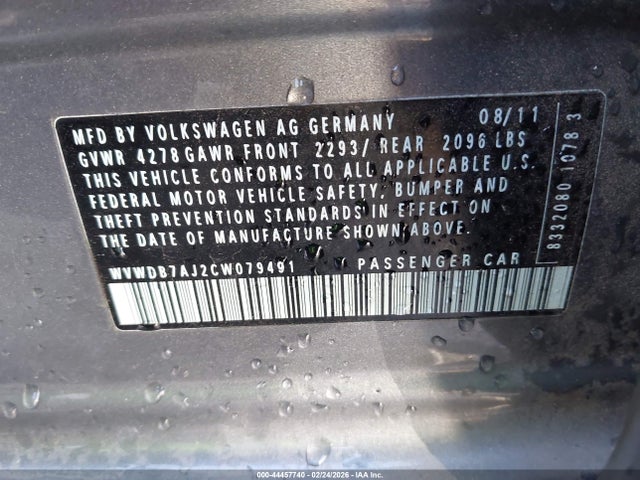 MFD BY VOLKSWAGEN AG GERMANY 08/11
GVWR 4278 GAWR FRONT 2293/ REAR 2096 LBS
THIS VEHICLE CONFORMS TO ALL APPLICABLE U.S.
FEDERAL MOTOR VEHICLE SAFETY, BUMPER AND
THEFT PREVENTION STANDARDS IN EFFECT ON
THE DATE OF MANUFACTURE SHOWN ABOVE.
WVWDB7AJ2CW079491 PASSENGER CAR
8332080 1078 3
000-44457740 - 02/24/2026 - IAA Inc.